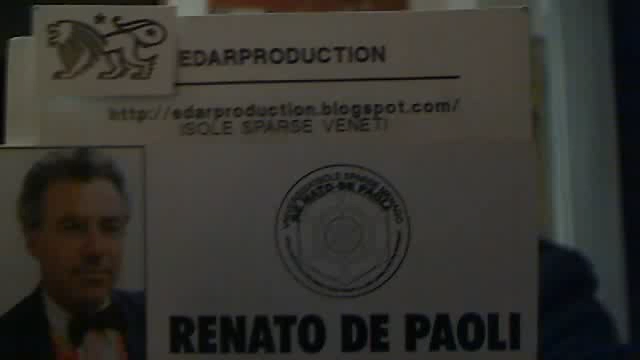 EDARPRODUCTION
http://edarproduction.blogspot.com/
ISOLE SPARSE VENETI
RENATO DE PAOLI